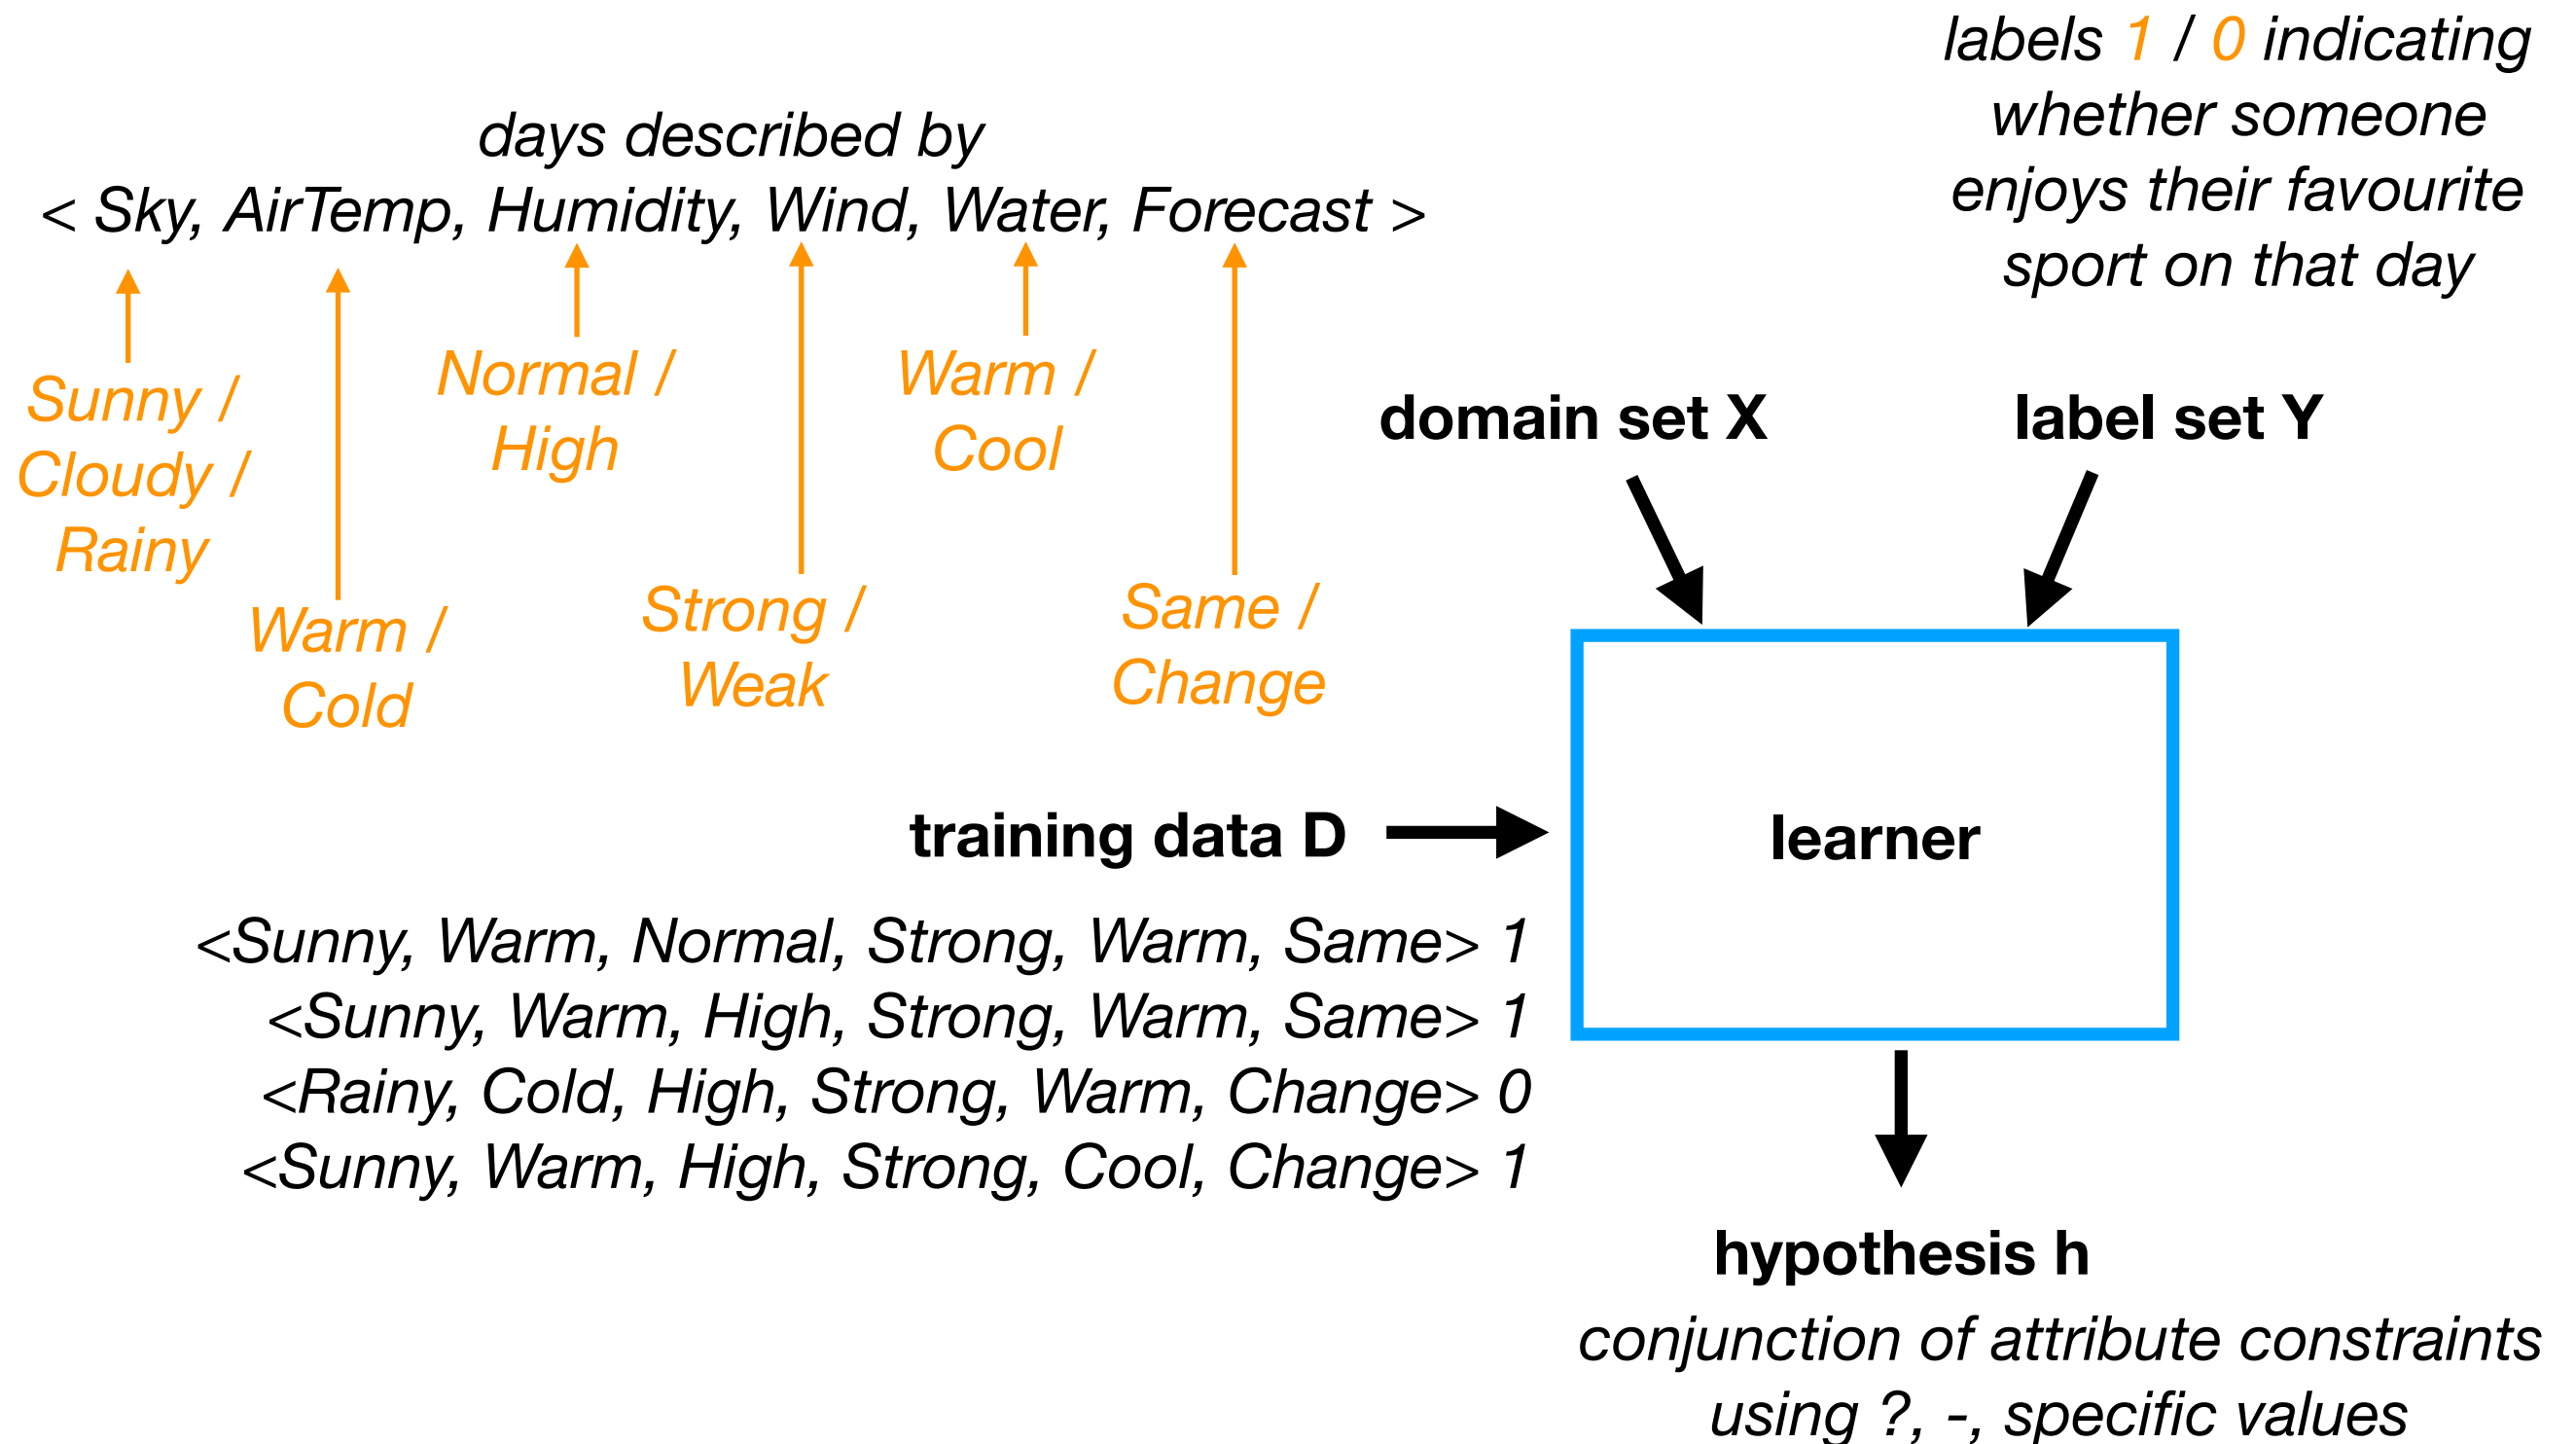 labels 1 / 0 indicating
whether someone
enjoys their favourite
sport on that day
days described by
< Sky, AirTemp, Humidity, Wind, Water, Forecast >
Sunny /
Cloudy /
Rainy
Warm /
Cold
Normal /
High
Strong /
Weak
Warm /
Cool
Same /
Change
domain set X
label set Y
training data D
learner
<Sunny, Warm, Normal, Strong, Warm, Same> 1
<Sunny, Warm, High, Strong, Warm, Same> 1
<Rainy, Cold, High, Strong, Warm, Change> 0
<Sunny, Warm, High, Strong, Cool, Change> 1
hypothesis h
conjunction of attribute constraints
using ?, -, specific values